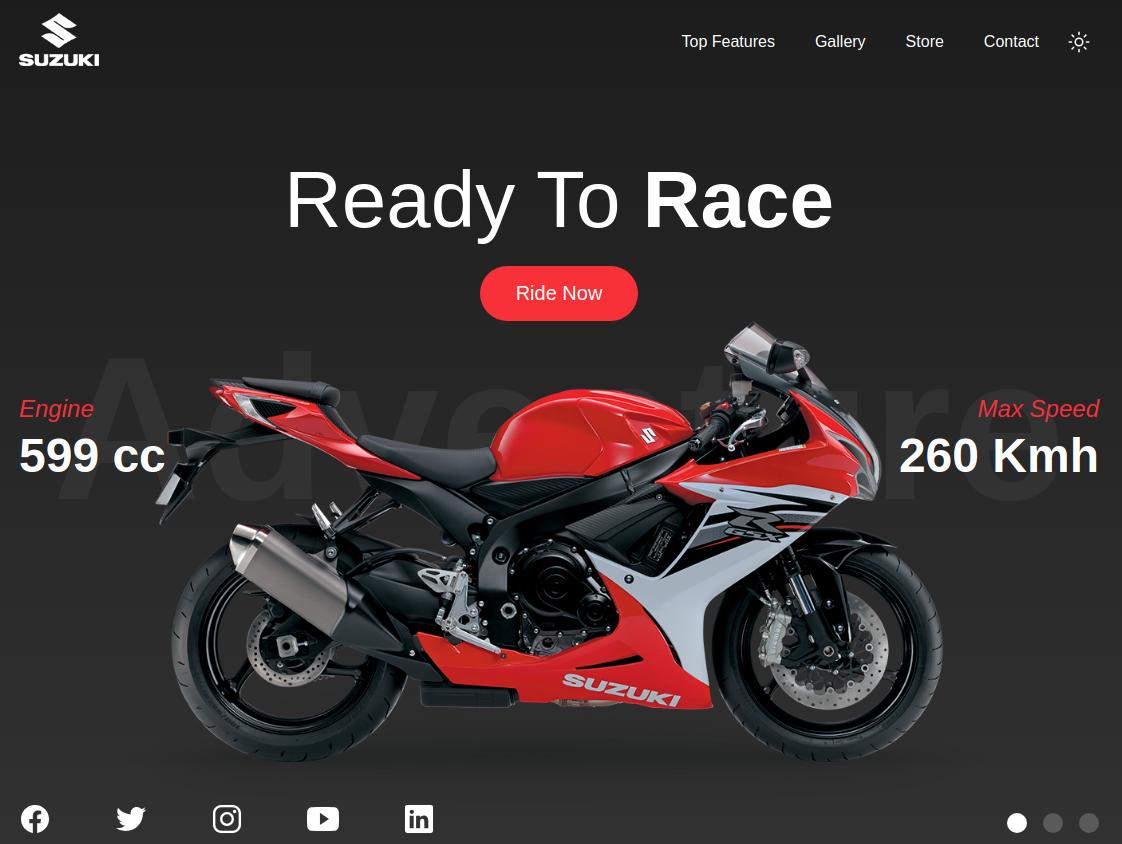 SUZUKI
Top Features
Gallery
Store
Contact
Ready To Race
Ride Now
Adventure
Engine
599 cc
Max Speed
260 Kmh
R
GSX
SUZUKI